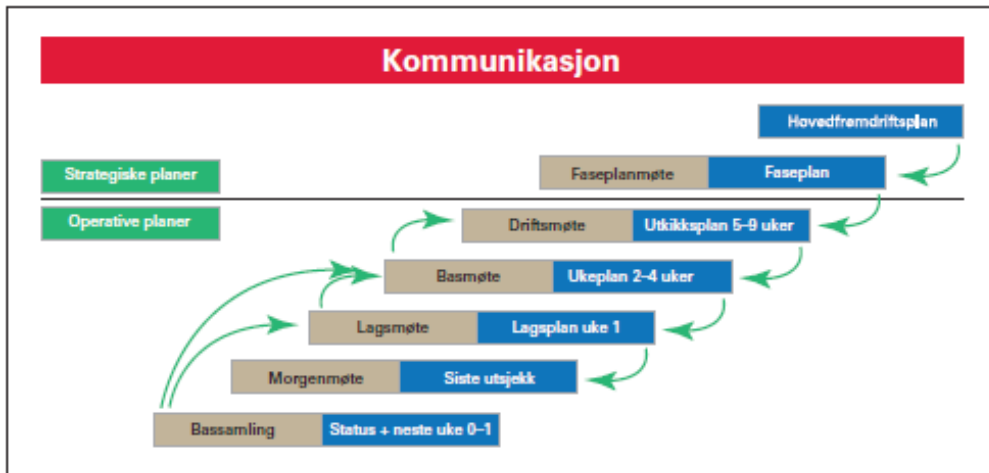 Kommunikasjon
Hovedfremdriftsplan
Strategiske planer
Faseplanmøte
Faseplan
Operative planer
Driftsmøte
Utkikksplan 5–9 uker
Basmøte
Ukeplan 2–4 uker
Lagsmøte
Lagsplan uke 1
Morgenmøte
Siste utsjekk
Bassamling
Status + neste uke 0–1